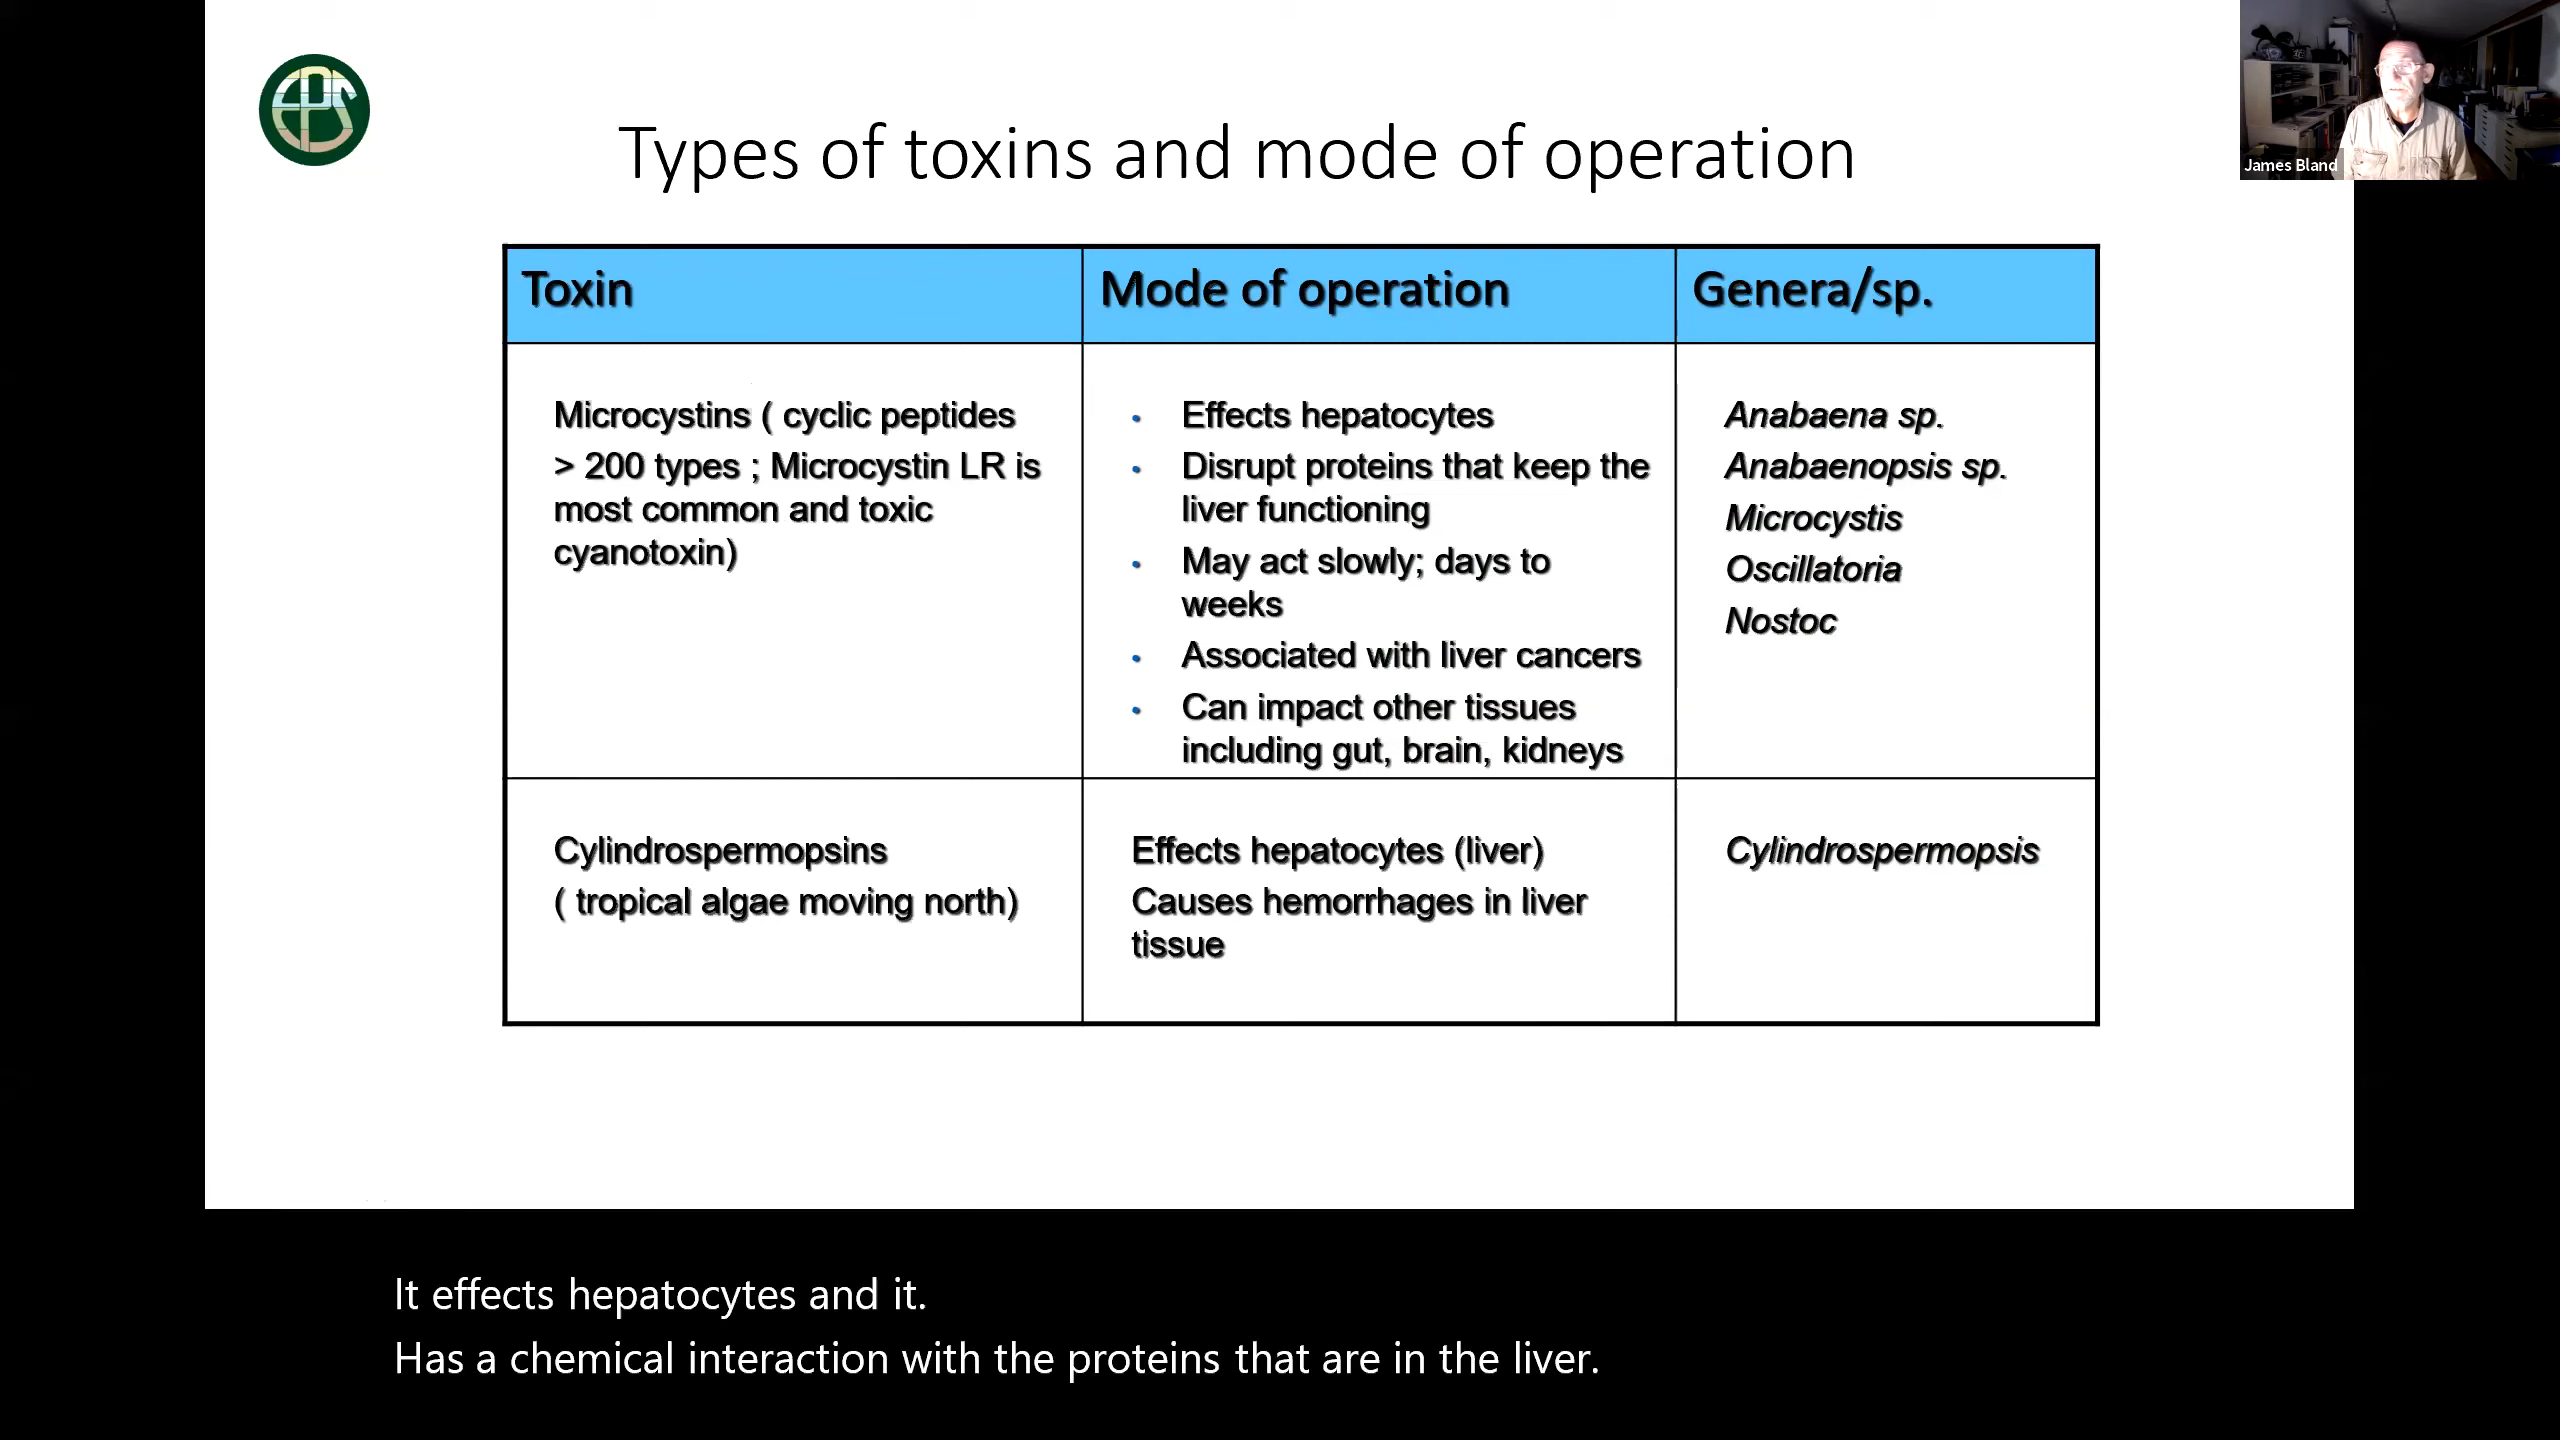 EPS
James Bland
Types of toxins and mode of operation
Toxin
Mode of operation
Genera/sp.
Microcystins ( cyclic peptides
> 200 types ; Microcystin LR is
most common and toxic
cyanotoxin)
• Effects hepatocytes
• Disrupt proteins that keep the
liver functioning
• May act slowly; days to
weeks
• Associated with liver cancers
• Can impact other tissues
including gut, brain, kidneys
Anabaena sp.
Anabaenopsis sp.
Microcystis
Oscillatoria
Nostoc
Cylindrospermopsins
( tropical algae moving north)
Effects hepatocytes (liver)
Causes hemorrhages in liver
tissue
Cylindrospermopsis
It effects hepatocytes and it.
Has a chemical interaction with the proteins that are in the liver.